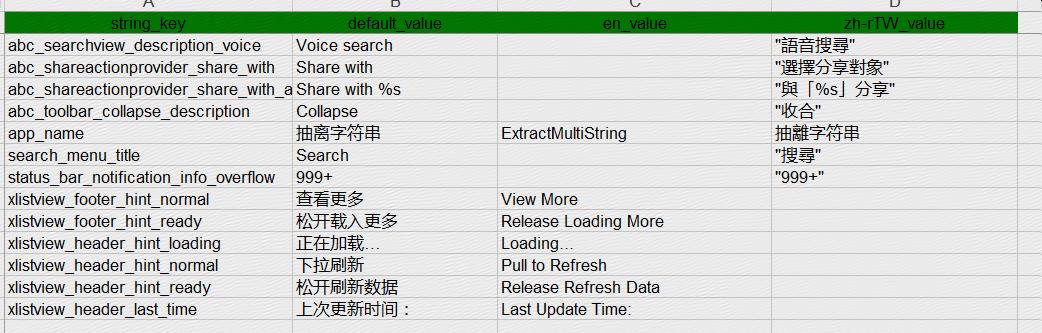 A B C D
string_key default_value en_value zh-rTW_value
abc_searchview_description_voice Voice search "語音搜尋"
abc_shareactionprovider_share_with Share with "選擇分享對象"
abc_shareactionprovider_share_with_a Share with %s "與「%s」分享"
abc_toolbar_collapse_description Collapse "收合"
app_name 抽离字符串 ExtractMultiString 抽離字符串
search_menu_title Search "搜尋"
status_bar_notification_info_overflow 999+ "999+"
xlistview_footer_hint_normal 查看更多 View More
xlistview_footer_hint_ready 松开载入更多 Release Loading More
xlistview_header_hint_loading 正在加载... Loading...
xlistview_header_hint_normal 下拉刷新 Pull to Refresh
xlistview_header_hint_ready 松开刷新数据 Release Refresh Data
xlistview_header_last_time 上次更新时间： Last Update Time: